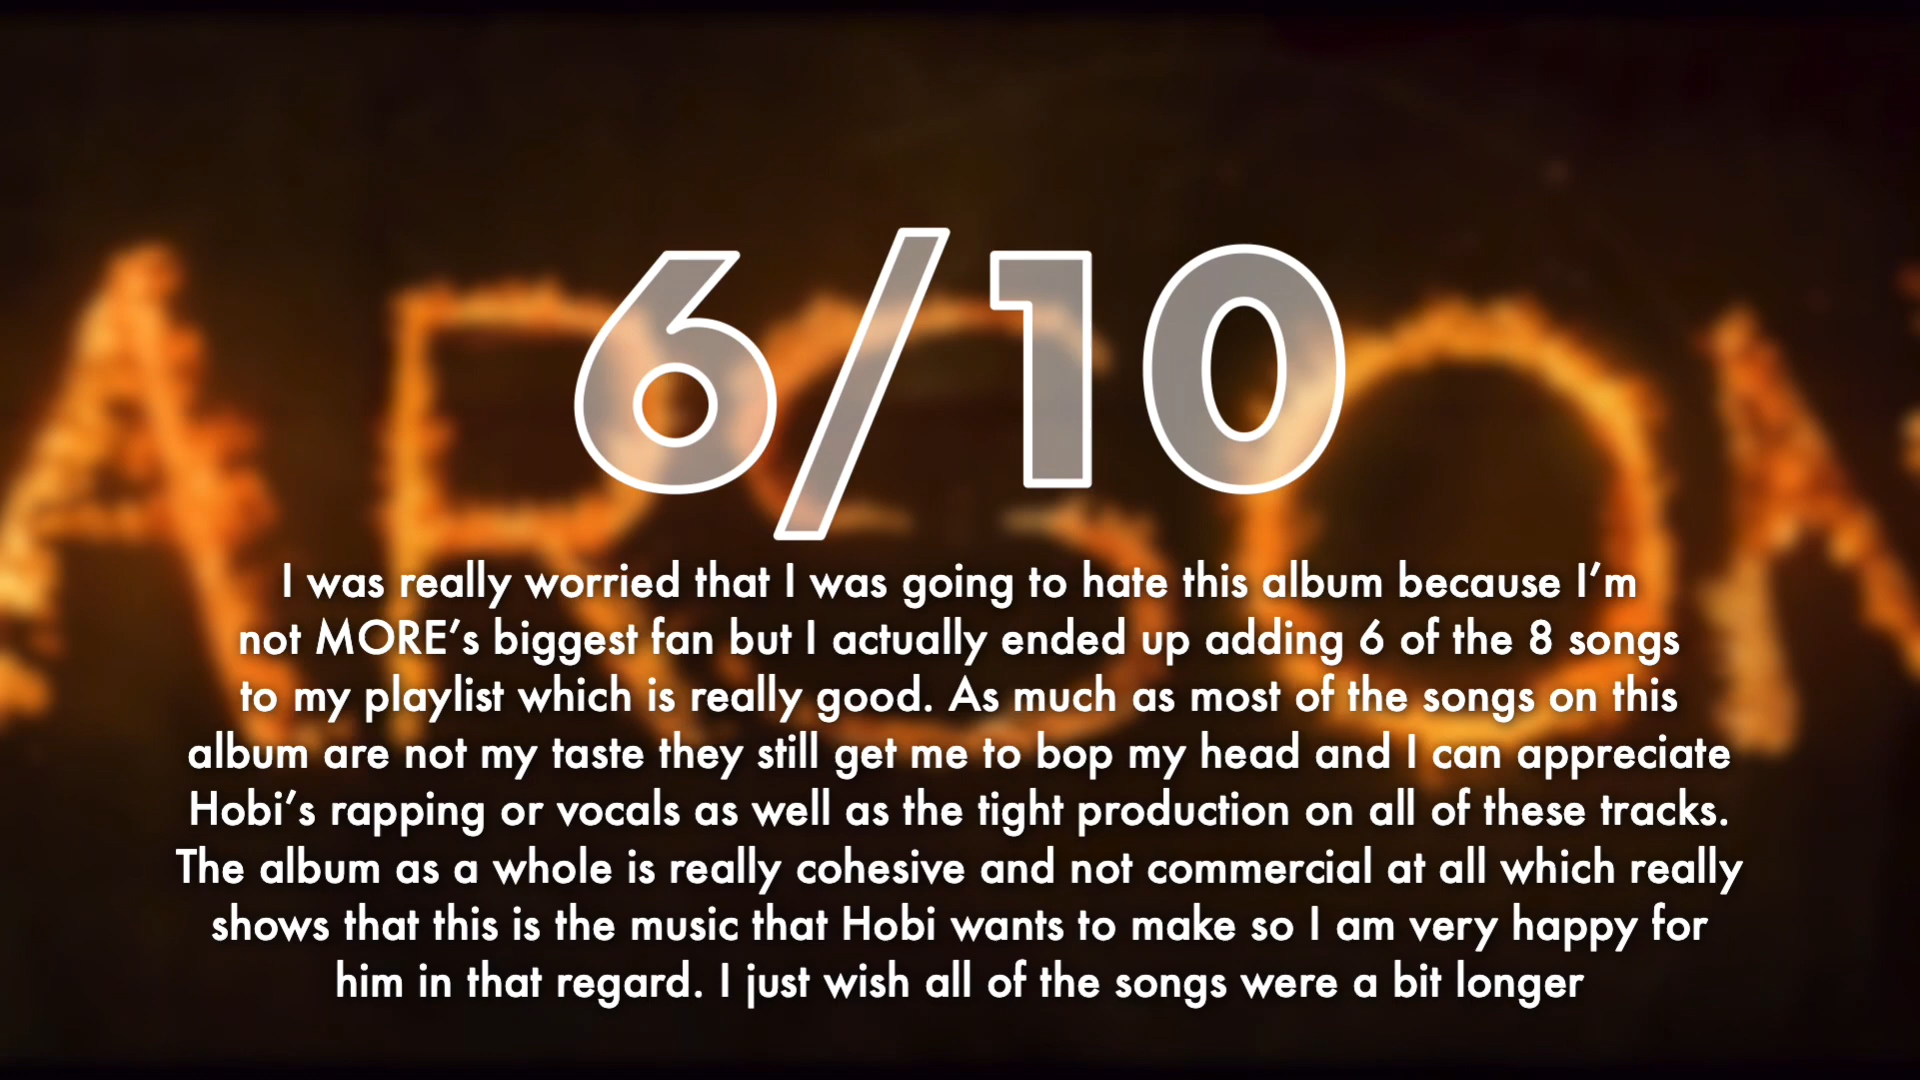 ARSON
6/10
I was really worried that I was going to hate this album because I’m
not MORE’s biggest fan but I actually ended up adding 6 of the 8 songs
to my playlist which is really good. As much as most of the songs on this
album are not my taste they still get me to bop my head and I can appreciate
Hobi’s rapping or vocals as well as the tight production on all of these tracks.
The album as a whole is really cohesive and not commercial at all which really
shows that this is the music that Hobi wants to make so I am very happy for
him in that regard. I just wish all of the songs were a bit longer